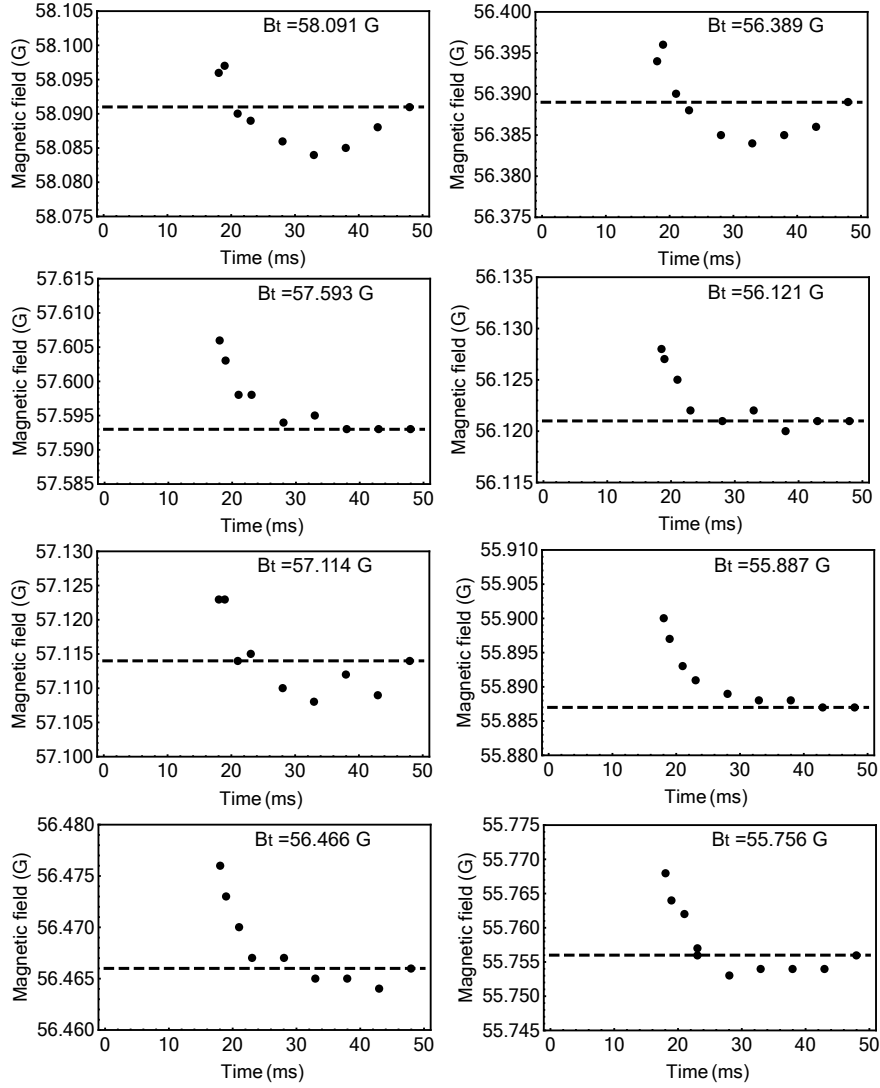 Bt =58.091 G
Magnetic field (G)
58.105
58.100
58.095
58.090
58.085
58.080
58.075
0 10 20 30 40 50
Time (ms)
Bt =56.389 G
Magnetic field (G)
56.400
56.395
56.390
56.385
56.380
56.375
0 10 20 30 40 50
Time (ms)
Bt =57.593 G
Magnetic field (G)
57.615
57.610
57.605
57.600
57.595
57.590
57.585
0 10 20 30 40 50
Time (ms)
Bt =56.121 G
Magnetic field (G)
56.135
56.130
56.125
56.120
56.115
0 10 20 30 40 50
Time (ms)
Bt =57.114 G
Magnetic field (G)
57.130
57.125
57.120
57.115
57.110
57.105
57.100
0 10 20 30 40 50
Time (ms)
Bt =55.887 G
Magnetic field (G)
55.910
55.905
55.900
55.895
55.890
55.885
55.880
0 10 20 30 40 50
Time (ms)
Bt =56.466 G
Magnetic field (G)
56.480
56.475
56.470
56.465
56.460
0 10 20 30 40 50
Time (ms)
Bt =55.756 G
Magnetic field (G)
55.775
55.770
55.765
55.760
55.755
55.750
55.745
0 10 20 30 40 50
Time (ms)